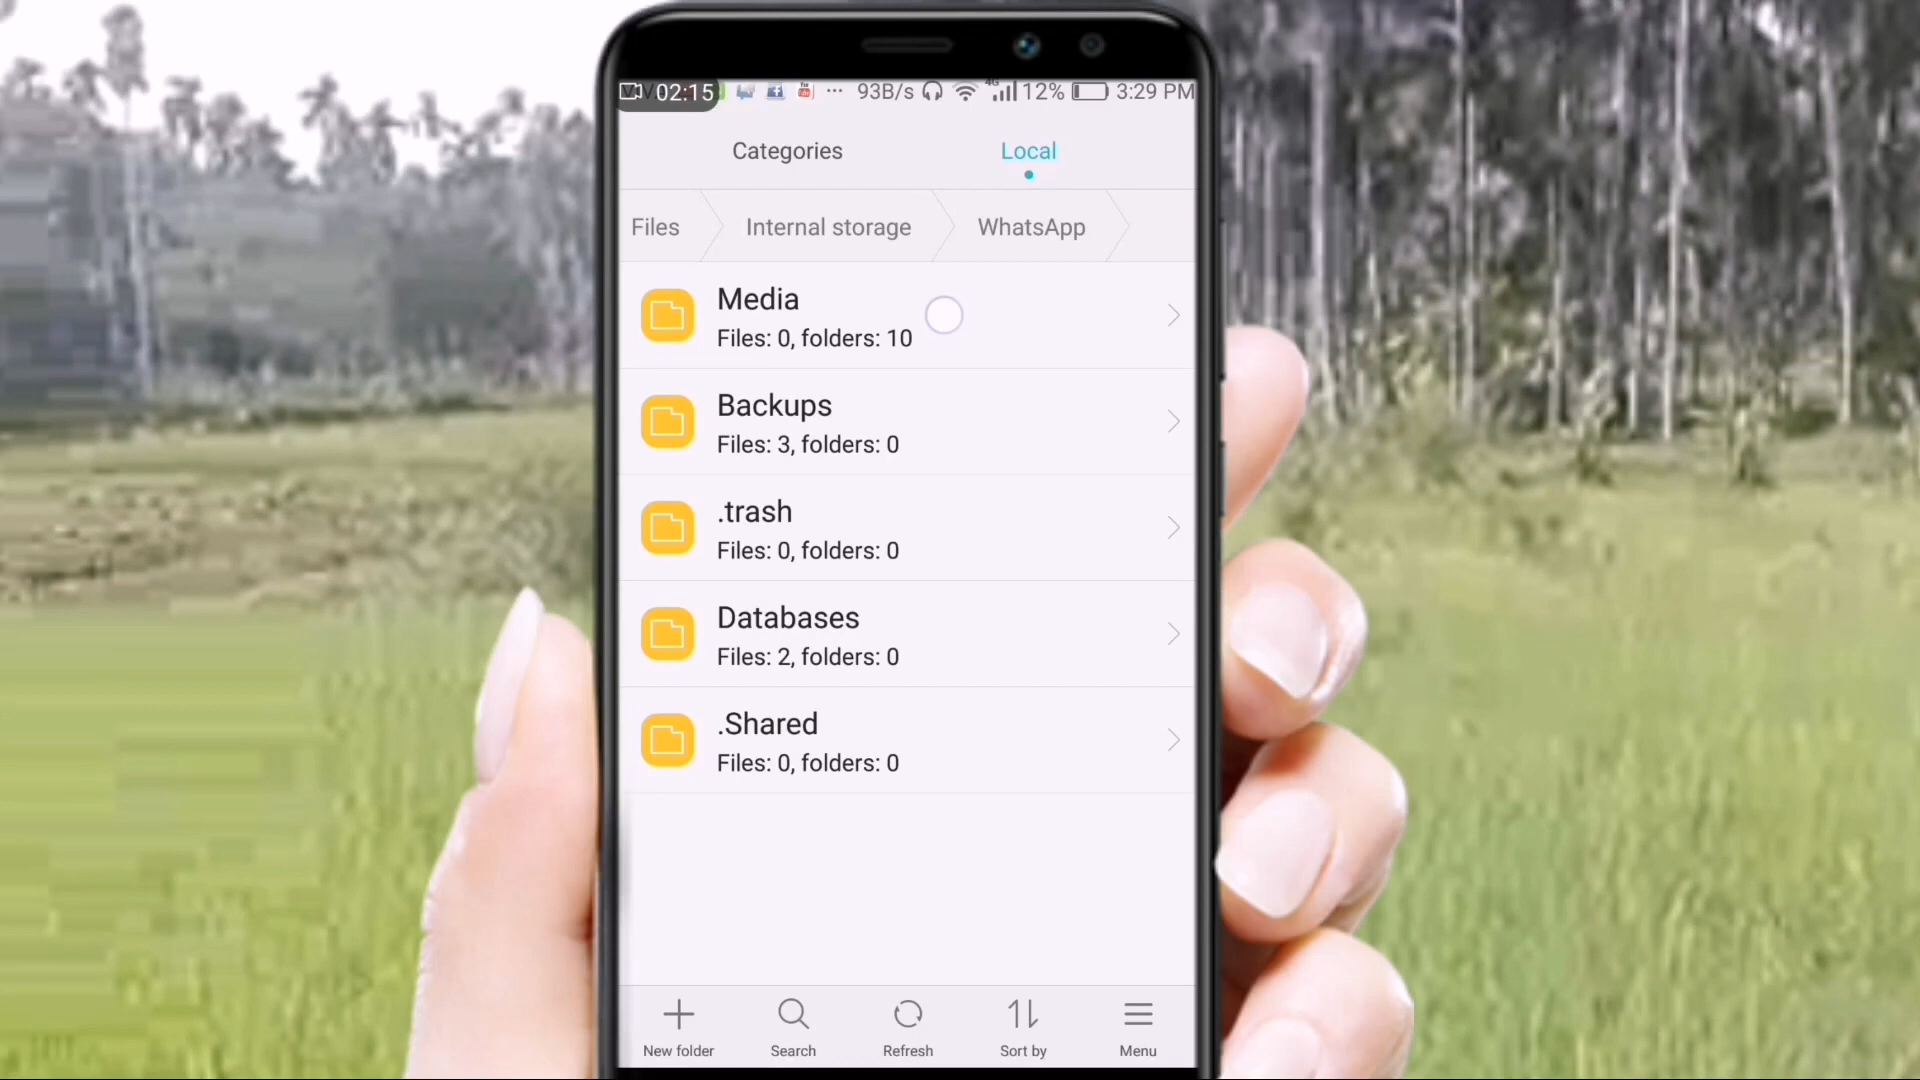 02:15 ... 93B/s 4G 12% 3:29 PM
Categories Local
Files Internal storage WhatsApp
Media
Files: 0, folders: 10
Backups
Files: 3, folders: 0
.trash
Files: 0, folders: 0
Databases
Files: 2, folders: 0
.Shared
Files: 0, folders: 0
New folder Search Refresh Sort by Menu